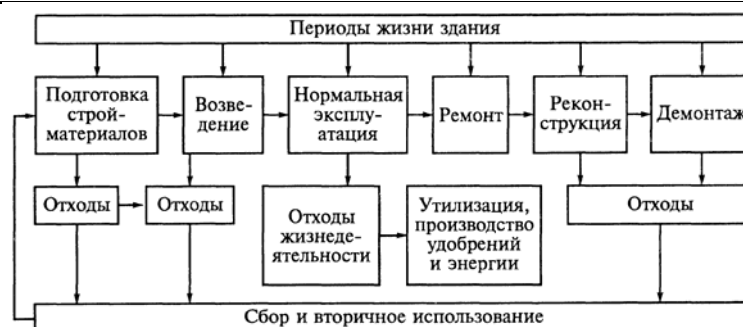 Периоды жизни здания
Подготовка
строй-
материалов
Возве-
дение
Нормальная
эксплу-
атация
Ремонт
Рекон-
струкция
Демонтаж
Отходы
Отходы
Отходы
жизнеде-
ятельности
Утилизация,
производство
удобрений
и энергии
Отходы
Сбор и вторичное использование